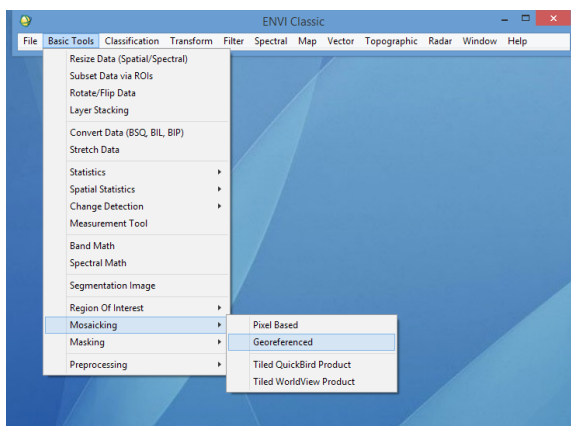 ENVI Classic
File Basic Tools Classification Transform Filter Spectral Map Vector Topographic Radar Window Help
Resize Data (Spatial/Spectral)
Subset Data via ROIs
Rotate/Flip Data
Layer Stacking
Convert Data (BSQ, BIL, BIP)
Stretch Data
Statistics
Spatial Statistics
Change Detection
Measurement Tool
Band Math
Spectral Math
Segmentation Image
Region Of Interest
Mosaicking
Masking
Preprocessing
Pixel Based
Georeferenced
Tiled QuickBird Product
Tiled WorldView Product